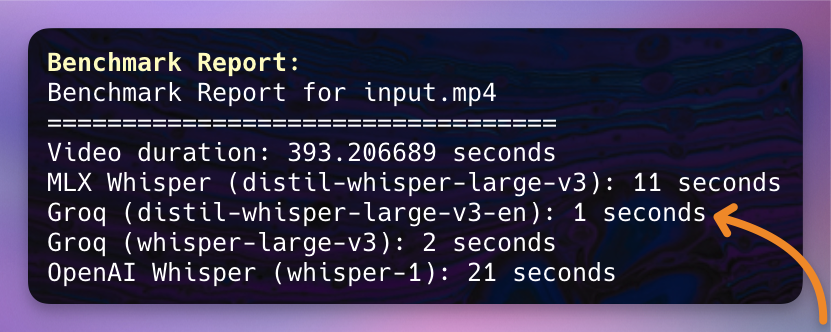 Benchmark Report:
Benchmark Report for input.mp4
==================================
Video duration: 393.206689 seconds
MLX Whisper (distil-whisper-large-v3): 11 seconds
Groq (distil-whisper-large-v3-en): 1 seconds
Groq (whisper-large-v3): 2 seconds
OpenAI Whisper (whisper-1): 21 seconds